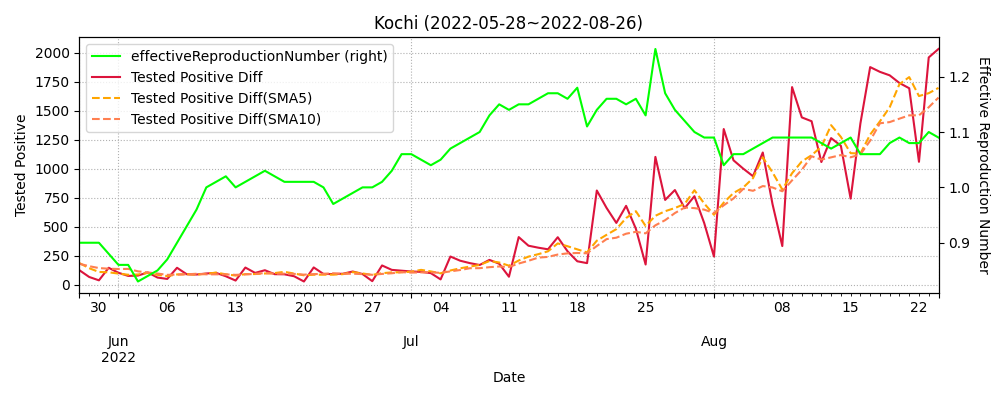 Kochi (2022-05-28~2022-08-26)
effectiveReproductionNumber (right)
Tested Positive Diff
Tested Positive Diff(SMA5)
Tested Positive Diff(SMA10)
Tested Positive
2000
1750
1500
1250
1000
750
500
250
0
Effective Reproduction Number
1.2
1.1
1.0
0.9
30 06 13 20 27 04 11 18 25 08 15 22
Jun Jul Aug
2022
Date